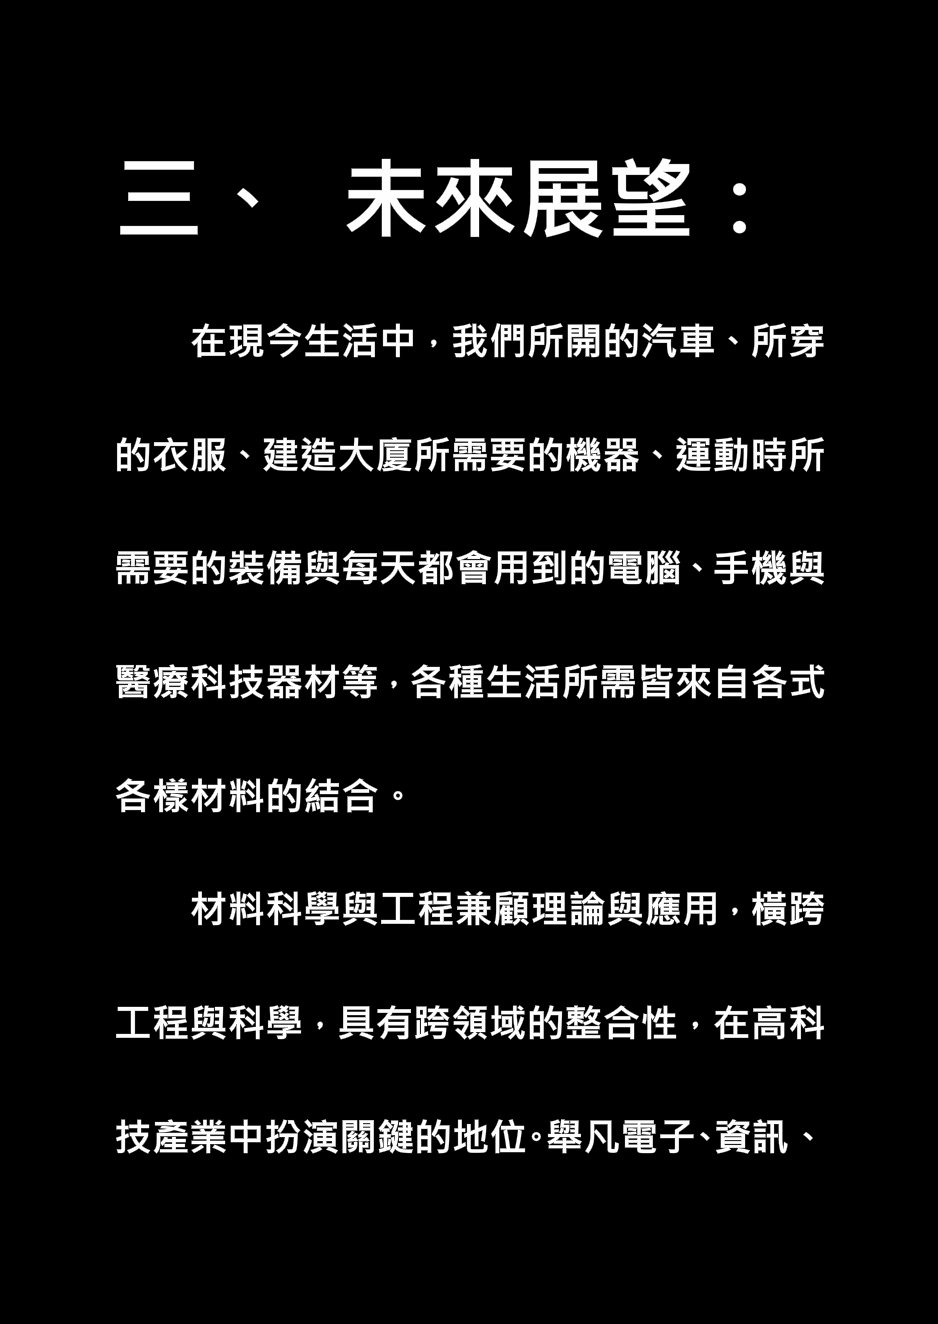 三、 未來展望：
在現今生活中，我們所開的汽車、所穿
的衣服、建造大廈所需要的機器、運動時所
需要的裝備與每天都會用到的電腦、手機與
醫療科技器材等，各種生活所需皆來自各式
各樣材料的結合。
材料科學與工程兼顧理論與應用，橫跨
工程與科學，具有跨領域的整合性，在高科
技產業中扮演關鍵的地位。舉凡電子、資訊、